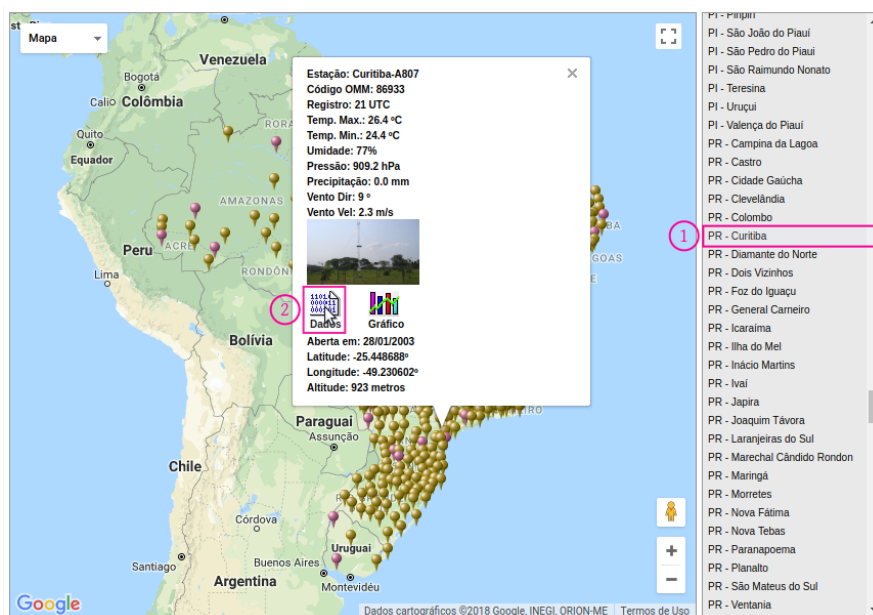 Mapa
Venezuela
Bogotá
Cali
Colômbia
RORA
Quito
Equador
AMAZONAS
Peru
ACRE
Lima
RONDÔN
Bolívia
BA
GOAS
E
Estação: Curitiba-A807
Código OMM: 86933
Registro: 21 UTC
Temp. Max.: 26.4 ºC
Temp. Min.: 24.4 ºC
Umidade: 77%
Pressão: 909.2 hPa
Precipitação: 0.0 mm
Vento Dir: 9 º
Vento Vel: 2.3 m/s
2
Dados
Gráfico
Aberta em: 28/01/2003
Latitude: -25.448688º
Longitude: -49.230602º
Altitude: 923 metros
Paraguai
Assunção
EIRO
Chile
Córdova
Uruguai
Santiago
Buenos Aires
Argentina
Montevidéu
Google
Dados cartográficos ©2018 Google, INEGI, ORION-ME
Termos de Uso
PI - Piripiri
PI - São João do Piauí
PI - São Pedro do Piaui
PI - São Raimundo Nonato
PI - Teresina
PI - Uruçui
PI - Valença do Piauí
PR - Campina da Lagoa
PR - Castro
PR - Cidade Gaúcha
PR - Clevelândia
PR - Colombo
1
PR - Curitiba
PR - Diamante do Norte
PR - Dois Vizinhos
PR - Foz do Iguaçu
PR - General Carneiro
PR - Icaraíma
PR - Ilha do Mel
PR - Inácio Martins
PR - Ivaí
PR - Japira
PR - Joaquim Távora
PR - Laranjeiras do Sul
PR - Marechal Cândido Rondon
PR - Maringá
PR - Morretes
PR - Nova Fátima
PR - Nova Tebas
PR - Paranapoema
PR - Planalto
PR - São Mateus do Sul
PR - Ventania